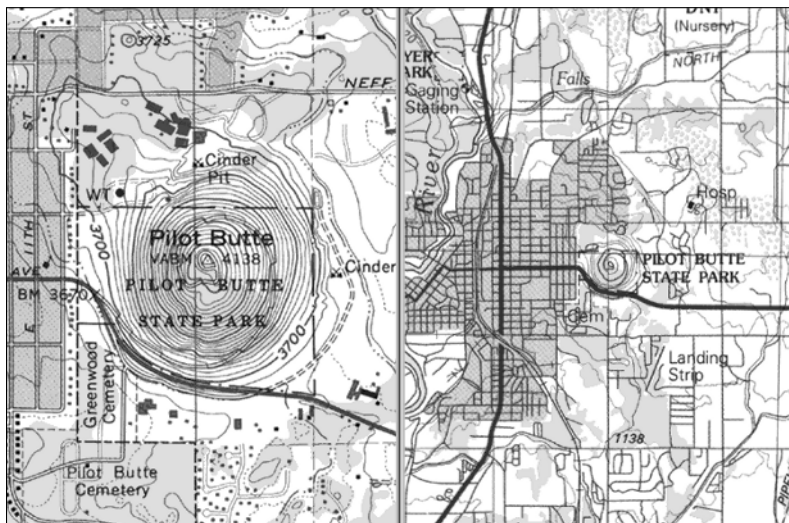 3725
NEFF
ST
Cinder
Pit
WT
3700
11TH
Pilot Butte
VABM 4138
Cinder
AVE
BM 3670
PILOT BUTTE
STATE PARK
3700
E
Greenwood
Cemetery
Pilot Butte
Cemetery
(Nursery)
NORTH
YER
ARK
Falls
Gaging
Station
River
Hosp
PILOT BUTTE
STATE PARK
Cem
Landing
Strip
1138